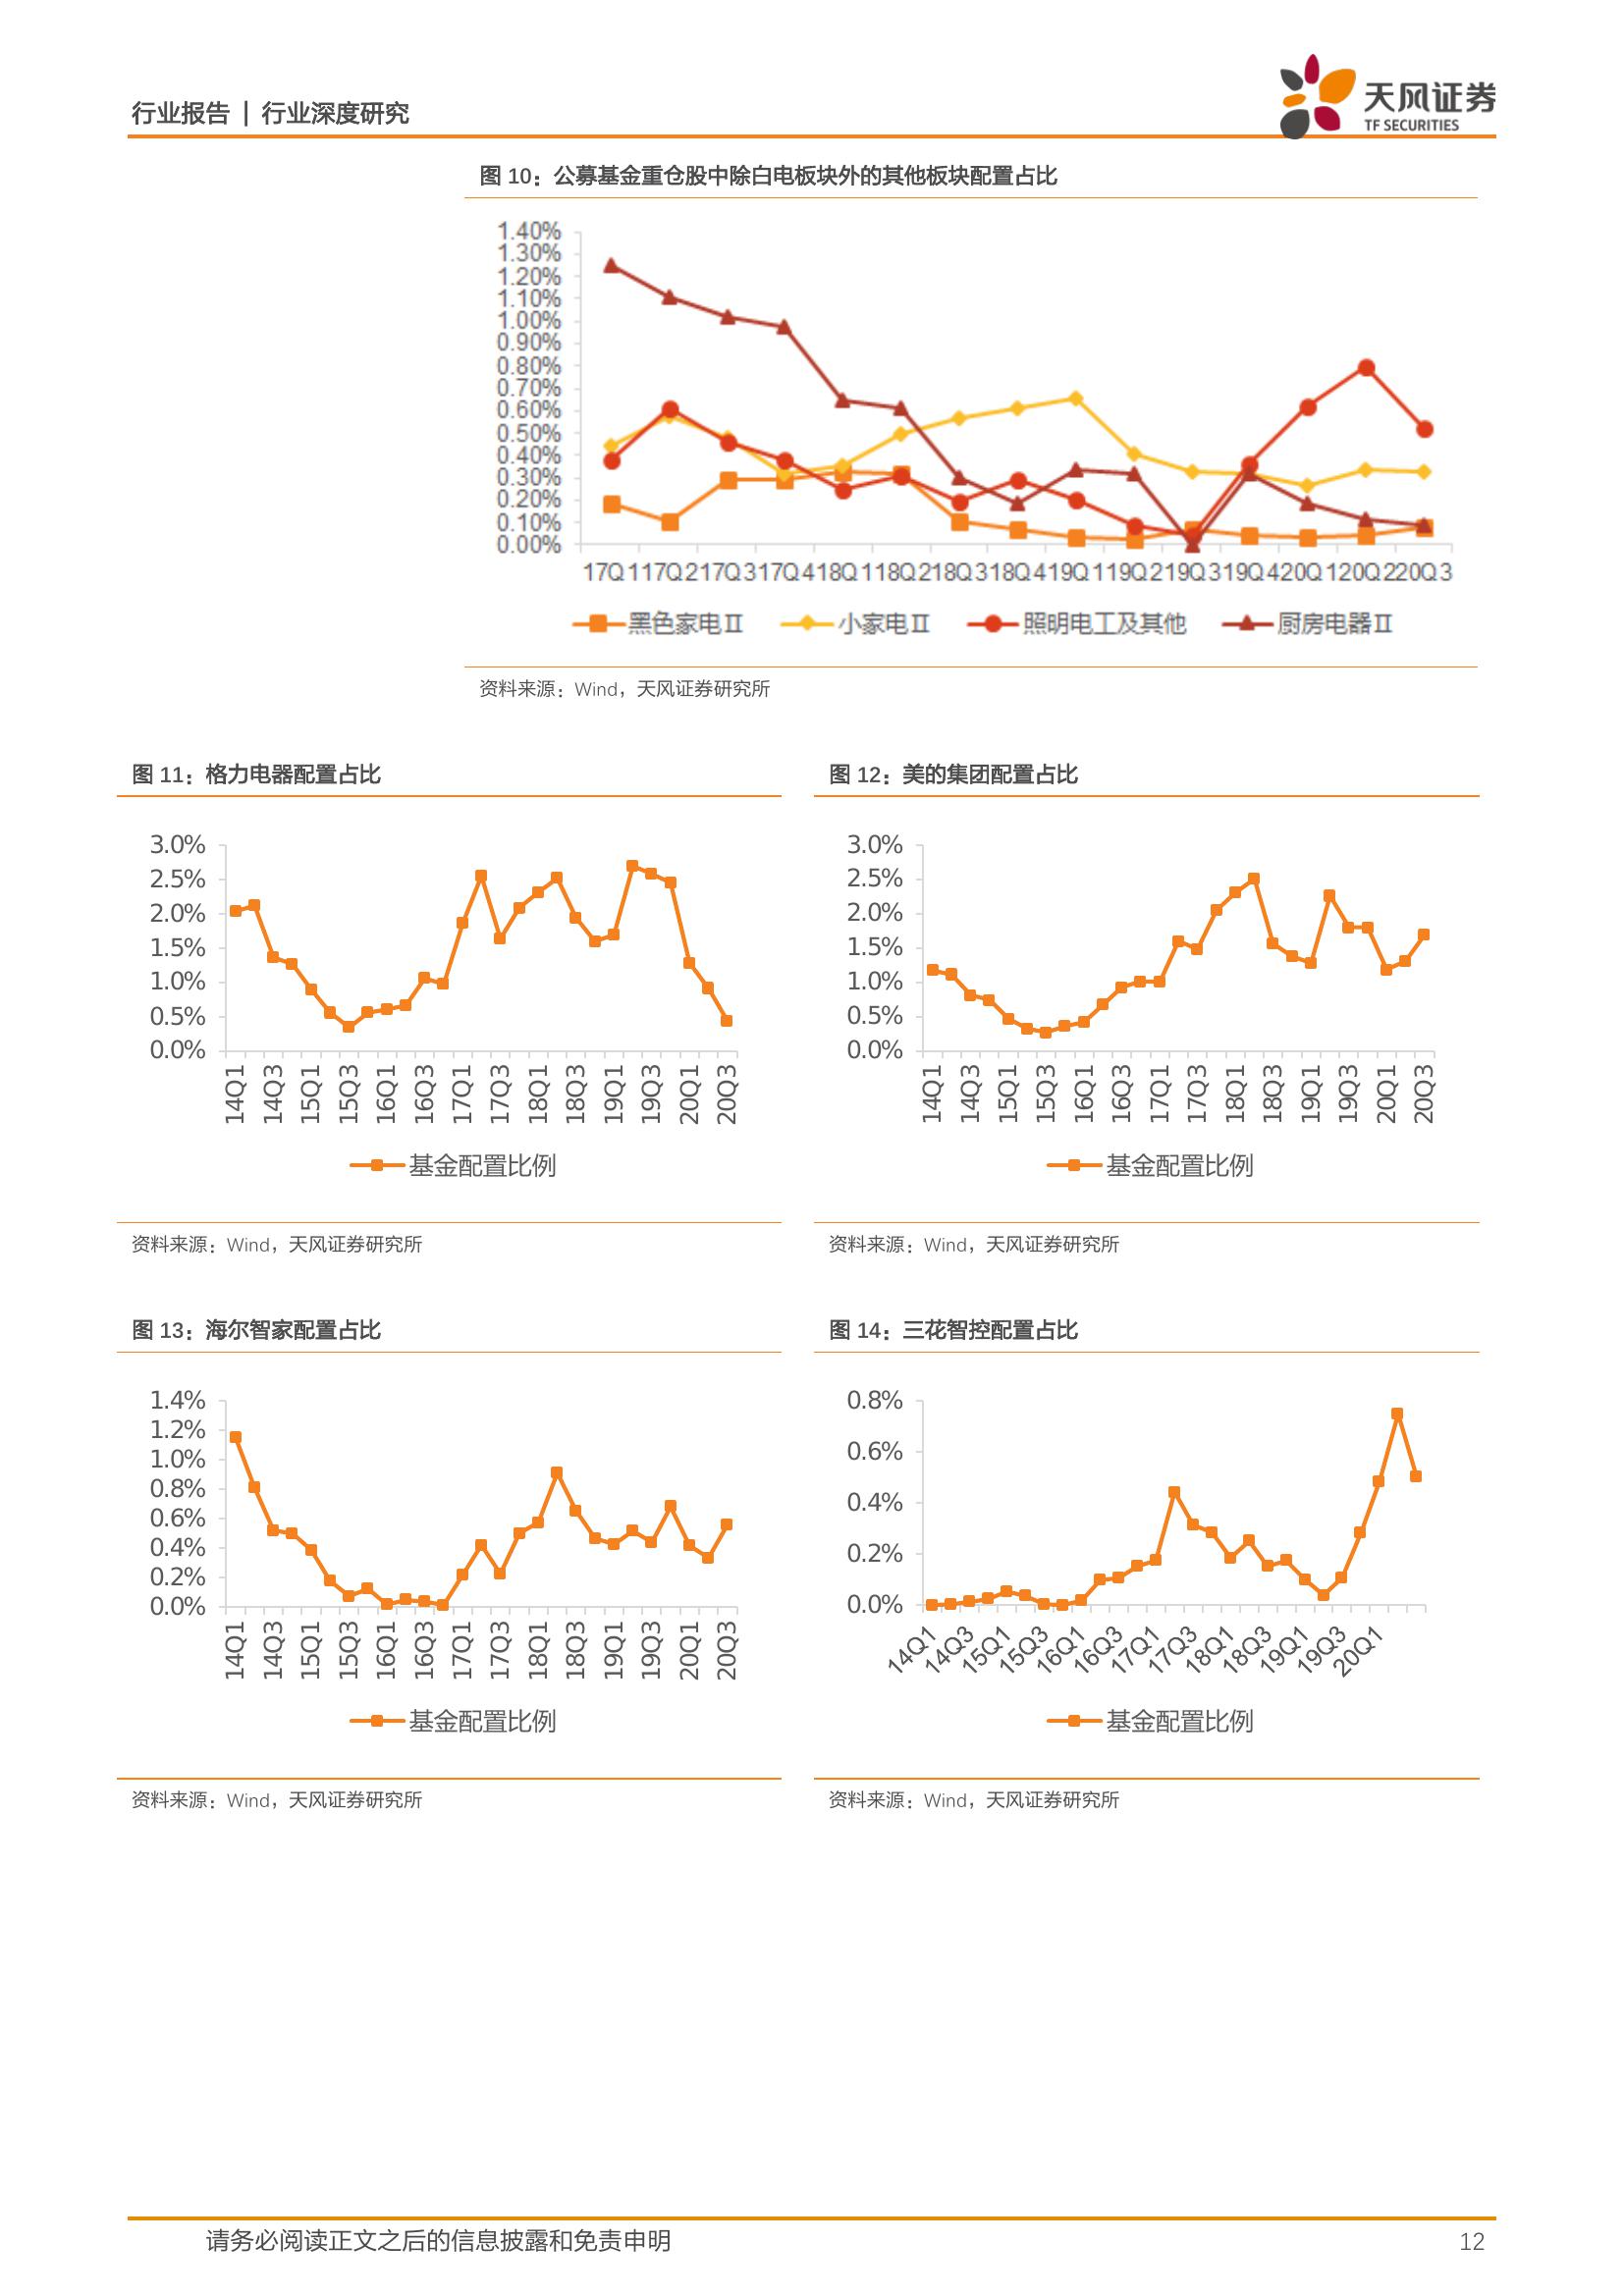 行业报告 | 行业深度研究
天风证券
TF SECURITIES
图 10：公募基金重仓股中除白电板块外的其他板块配置占比
1.40%
1.30%
1.20%
1.10%
1.00%
0.90%
0.80%
0.70%
0.60%
0.50%
0.40%
0.30%
0.20%
0.10%
0.00%
17Q1 17Q2 17Q3 17Q4 18Q1 18Q2 18Q3 18Q4 19Q1 19Q2 19Q3 19Q4 20Q1 20Q2 20Q3
黑色家电Ⅱ 小家电Ⅱ 照明电工及其他 厨房电器Ⅱ
资料来源：Wind，天风证券研究所
图 11：格力电器配置占比
3.0%
2.5%
2.0%
1.5%
1.0%
0.5%
0.0%
14Q1 14Q3 15Q1 15Q3 16Q1 16Q3 17Q1 17Q3 18Q1 18Q3 19Q1 19Q3 20Q1 20Q3
基金配置比例
资料来源：Wind，天风证券研究所
图 12：美的集团配置占比
3.0%
2.5%
2.0%
1.5%
1.0%
0.5%
0.0%
14Q1 14Q3 15Q1 15Q3 16Q1 16Q3 17Q1 17Q3 18Q1 18Q3 19Q1 19Q3 20Q1 20Q3
基金配置比例
资料来源：Wind，天风证券研究所
图 13：海尔智家配置占比
1.4%
1.2%
1.0%
0.8%
0.6%
0.4%
0.2%
0.0%
14Q1 14Q3 15Q1 15Q3 16Q1 16Q3 17Q1 17Q3 18Q1 18Q3 19Q1 19Q3 20Q1 20Q3
基金配置比例
资料来源：Wind，天风证券研究所
图 14：三花智控配置占比
0.8%
0.6%
0.4%
0.2%
0.0%
14Q1 14Q3 15Q1 15Q3 16Q1 16Q3 17Q1 17Q3 18Q1 18Q3 19Q1 19Q3 20Q1
基金配置比例
资料来源：Wind，天风证券研究所
请务必阅读正文之后的信息披露和免责申明
12